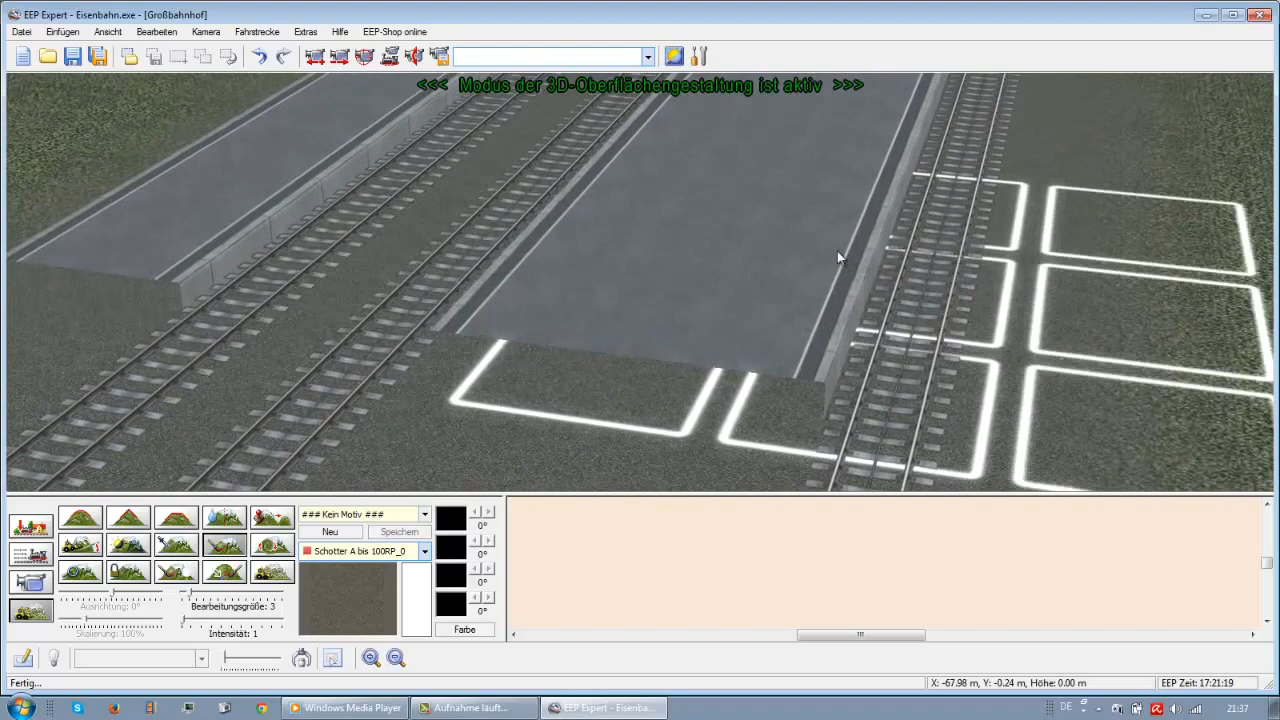 EEP Expert - Eisenbahn.exe - [Großbahnhof]
Datei Einfügen Ansicht Bearbeiten Kamera Fahrstrecke Extras Hilfe EEP-Shop online
<<< Modus der 3D-Oberflächengestaltung ist aktiv >>>
### Kein Motiv ###
0°
Neu Speichern
Schotter A bis 100RP_0
0°
0°
Ausrichtung: 0° Bearbeitungsgröße: 3
0°
Skalierung: 100% Intensität: 1
Farbe
Fertig...
X: -67.98 m, Y: -0.24 m, Höhe: 0.00 m
EEP Zeit: 17:21:19
Windows Media Player
Aufnahme läuft...
EEP Expert - Eisenba...
DE
21:37